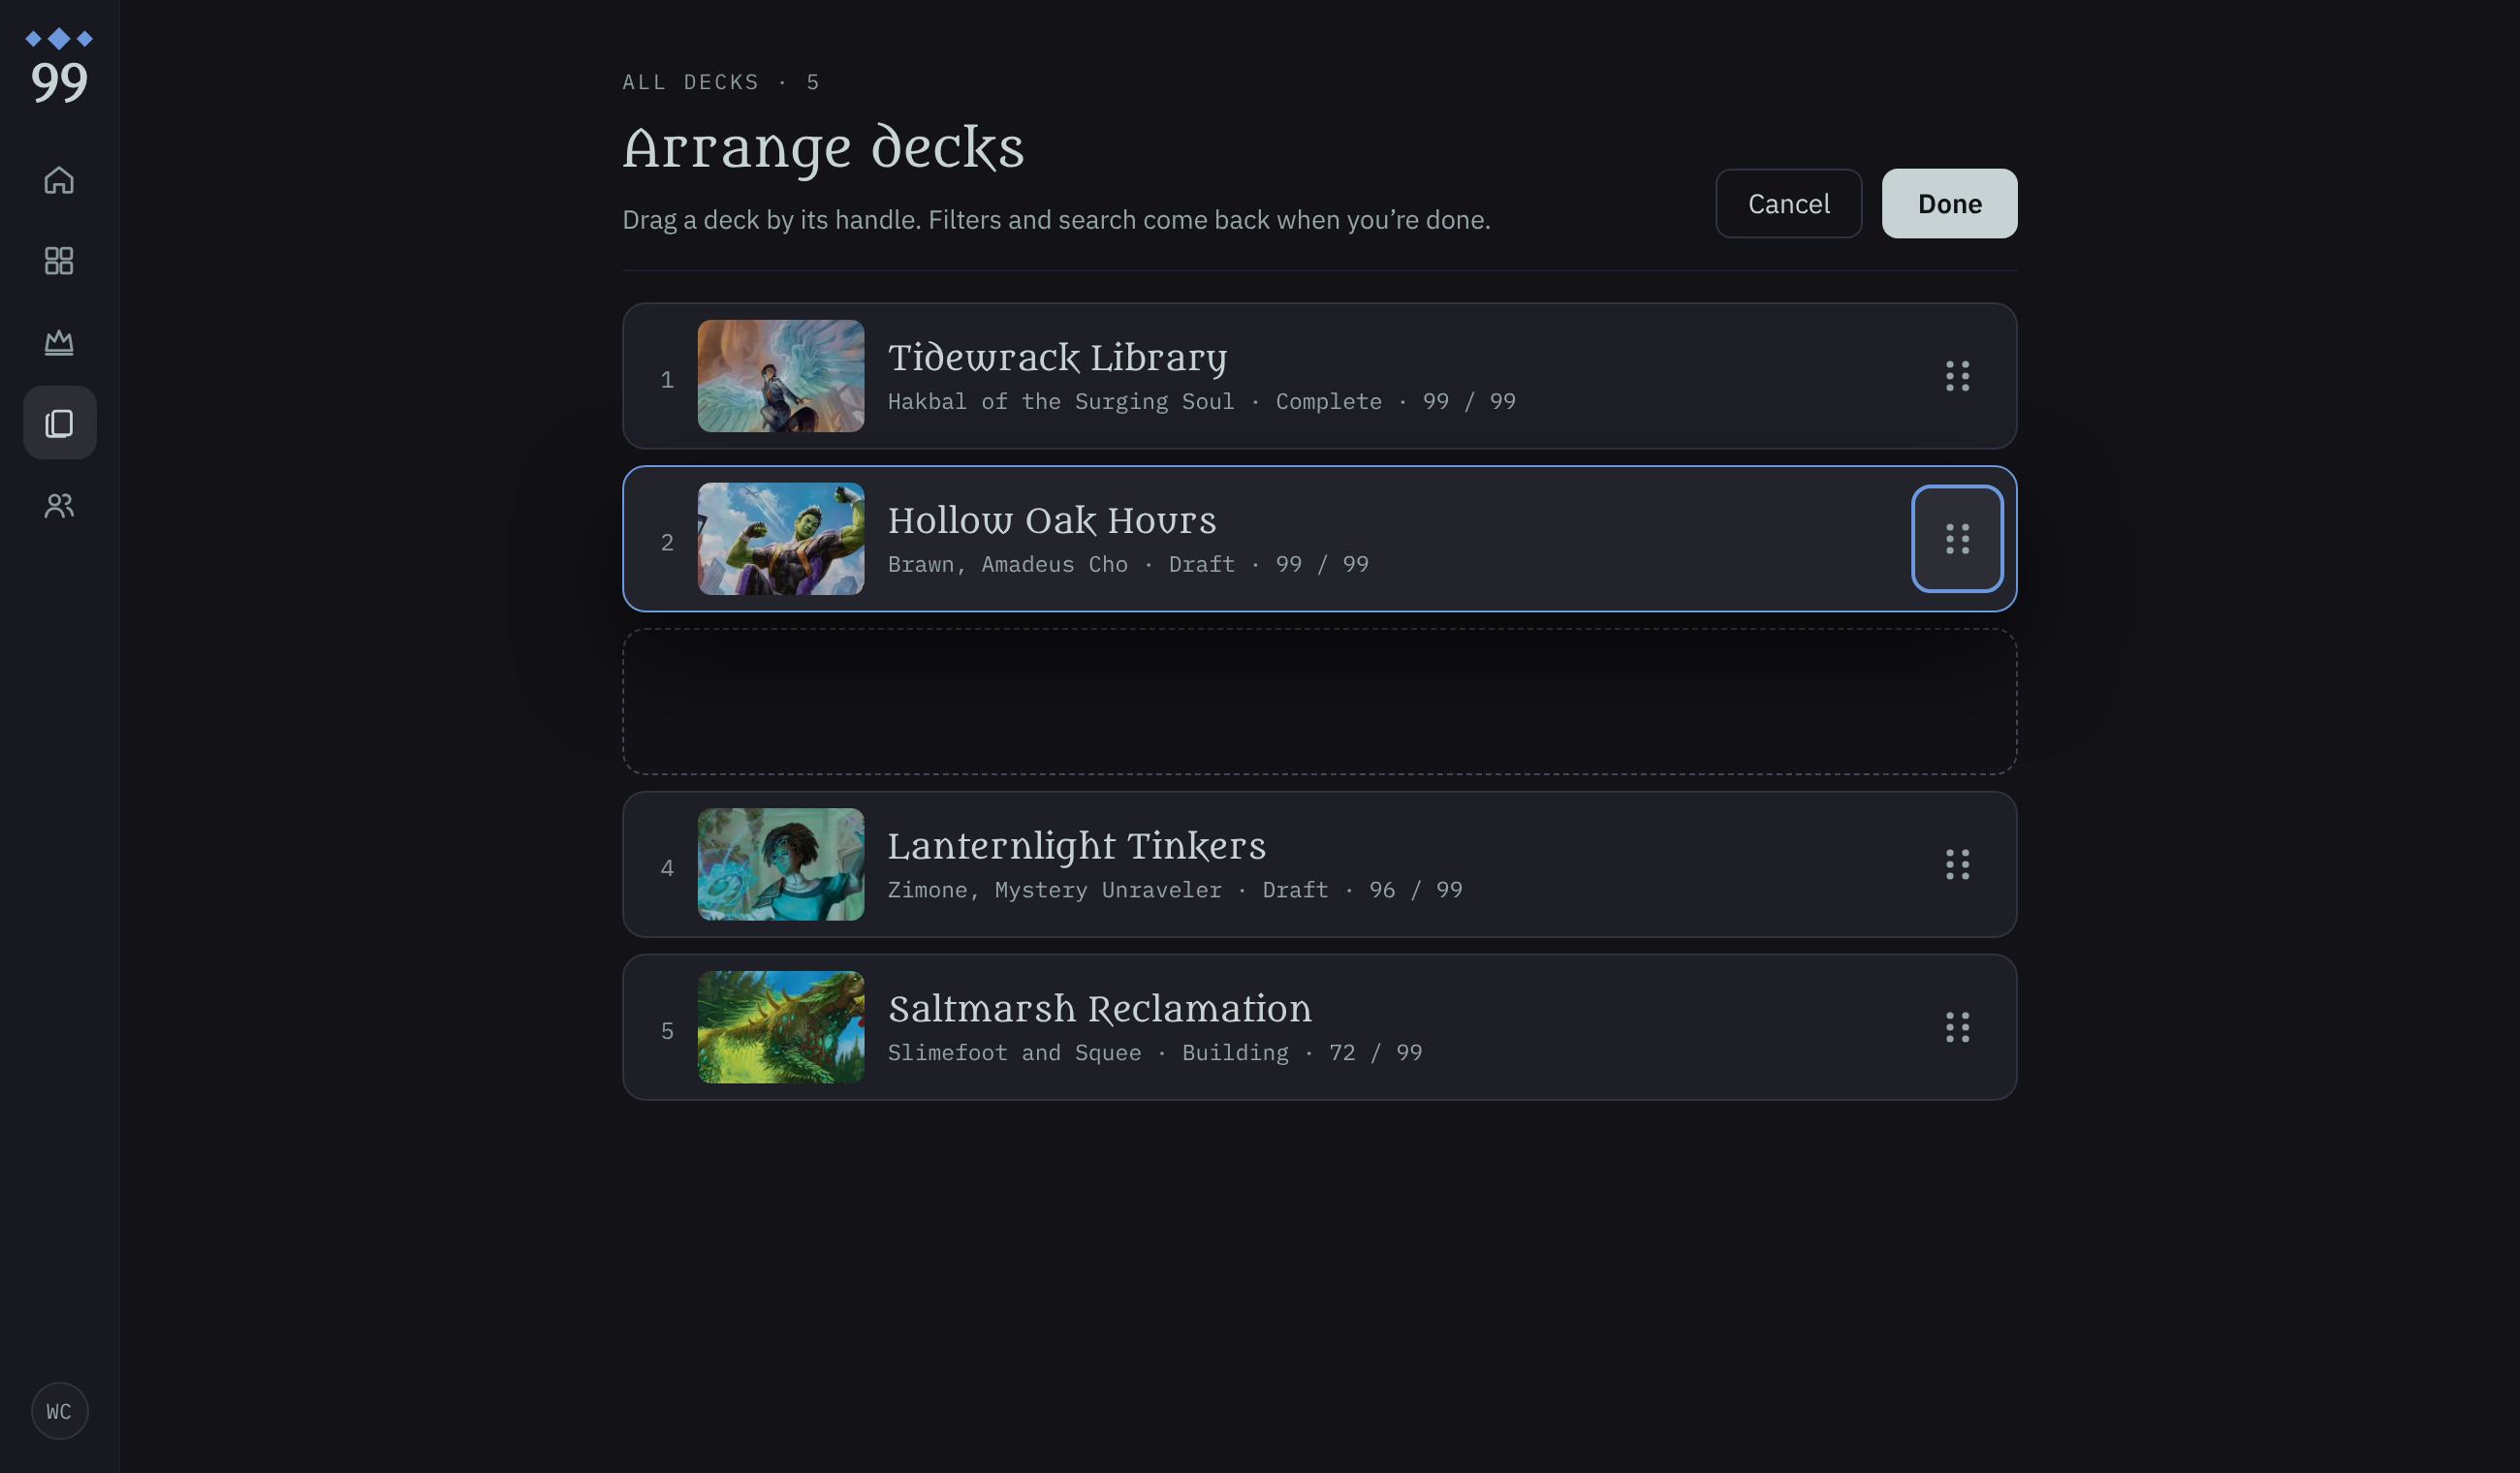 99
ALL DECKS · 5
Arrange decks
Drag a deck by its handle. Filters and search come back when you’re done.
Cancel
Done
1
Tidewrack Library
Hakbal of the Surging Soul · Complete · 99 / 99
2
Hollow Oak Hours
Brawn, Amadeus Cho · Draft · 99 / 99
4
Lanternlight Tinkers
Zimone, Mystery Unraveler · Draft · 96 / 99
5
Saltmarsh Reclamation
Slimefoot and Squee · Building · 72 / 99
WC